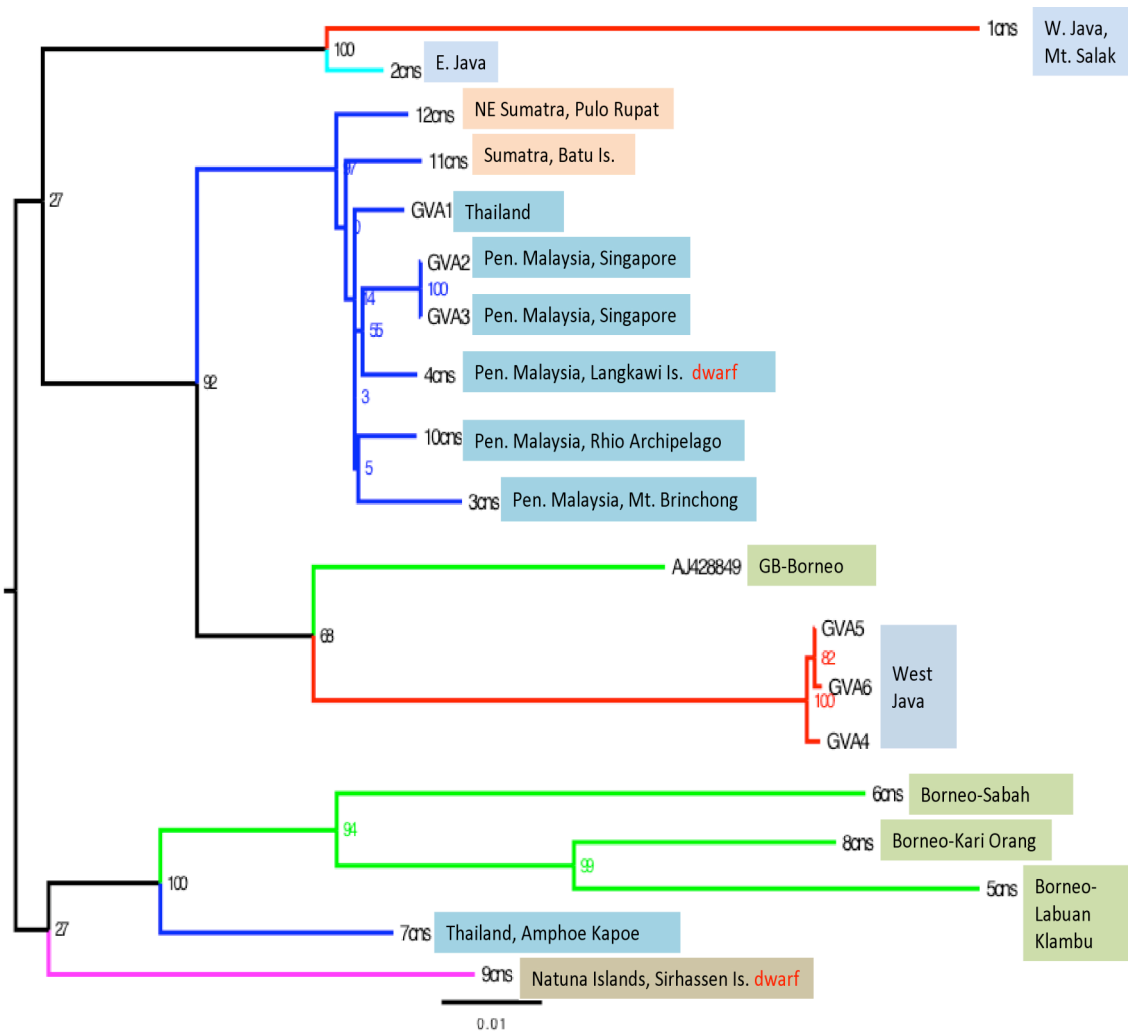 1cns
W. Java,
Mt. Salak
100
2cns
E. Java
12cns
NE Sumatra, Pulo Rupat
97
11cns
Sumatra, Batu Is.
27
GVA1
Thailand
0
GVA2
Pen. Malaysia, Singapore
100
GVA3
Pen. Malaysia, Singapore
14
55
4cns
Pen. Malaysia, Langkawi Is. dwarf
92
3
10cns
Pen. Malaysia, Rhio Archipelago
5
3cns
Pen. Malaysia, Mt. Brinchong
AJ428849
GB-Borneo
68
GVA5
82
GVA6
100
GVA4
West
Java
6cns
Borneo-Sabah
94
8cns
Borneo-Kari Orang
99
5cns
Borneo-
Labuan
Klambu
100
7cns
Thailand, Amphoe Kapoe
27
9cns
Natuna Islands, Sirhassen Is. dwarf
0.01